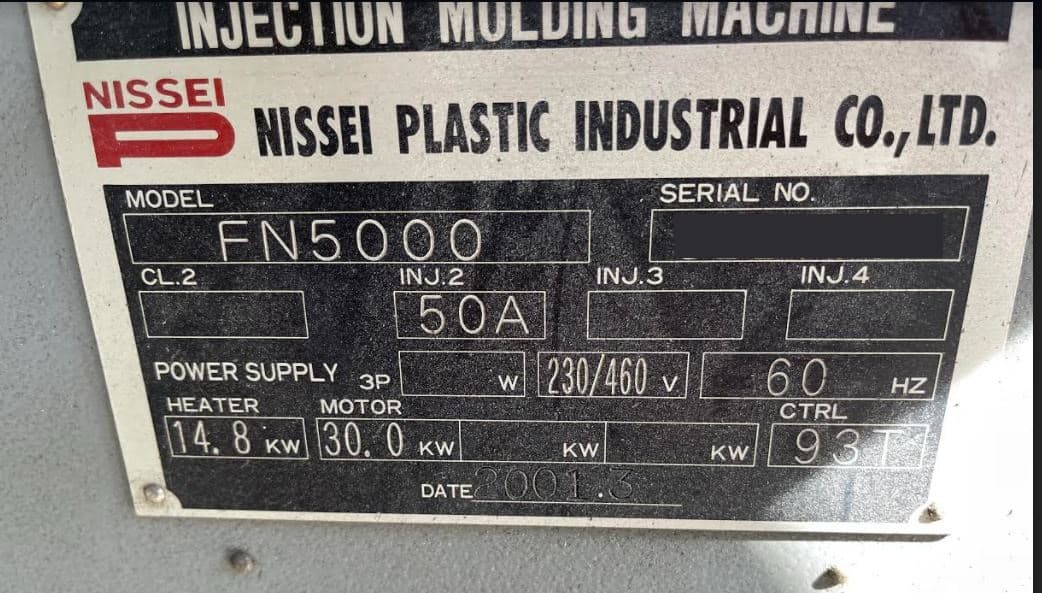 INJECTION MOLDING MACHINE
NISSEI
NISSEI PLASTIC INDUSTRIAL CO., LTD.
MODEL SERIAL NO.
FN5000
CL.2 INJ.2 INJ.3 INJ.4
50A
POWER SUPPLY 3P W 230/460 V 60 HZ
HEATER MOTOR CTRL
14.8 KW 30.0 KW KW KW 93T
DATE 2001.3